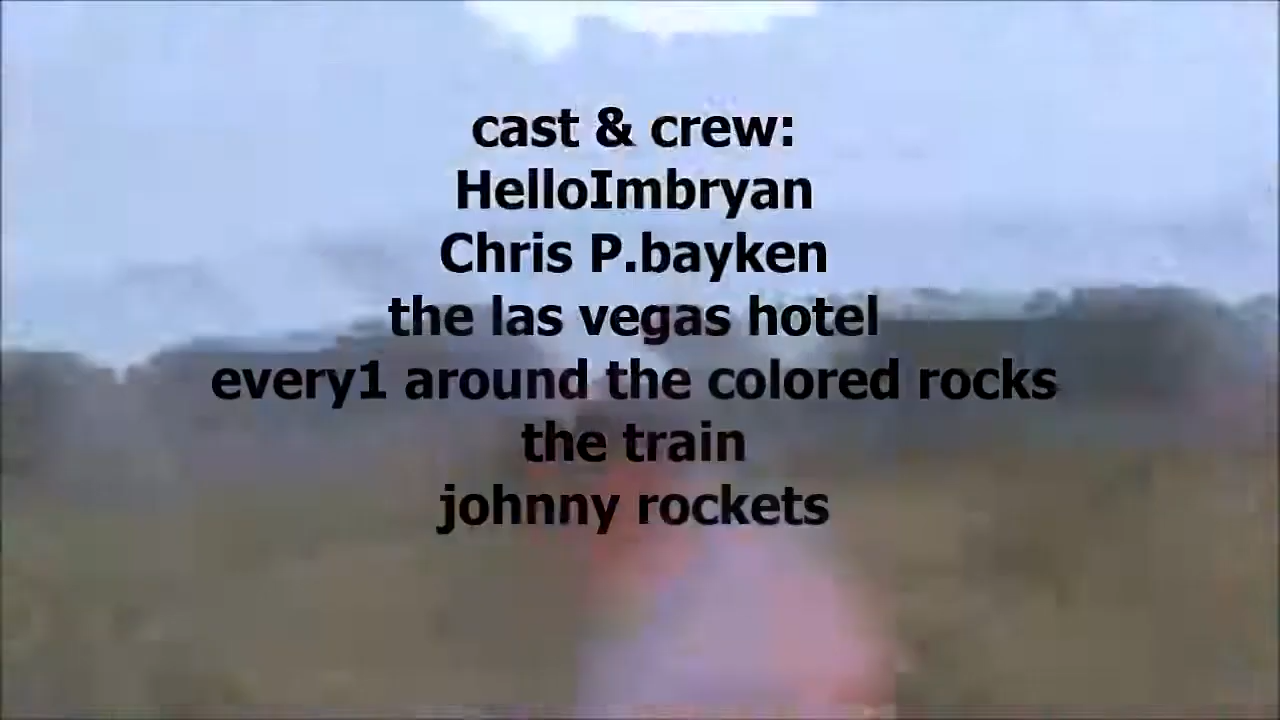 cast & crew:
HelloImbryan
Chris P.bayken
the las vegas hotel
every1 around the colored rocks
the train
johnny rockets